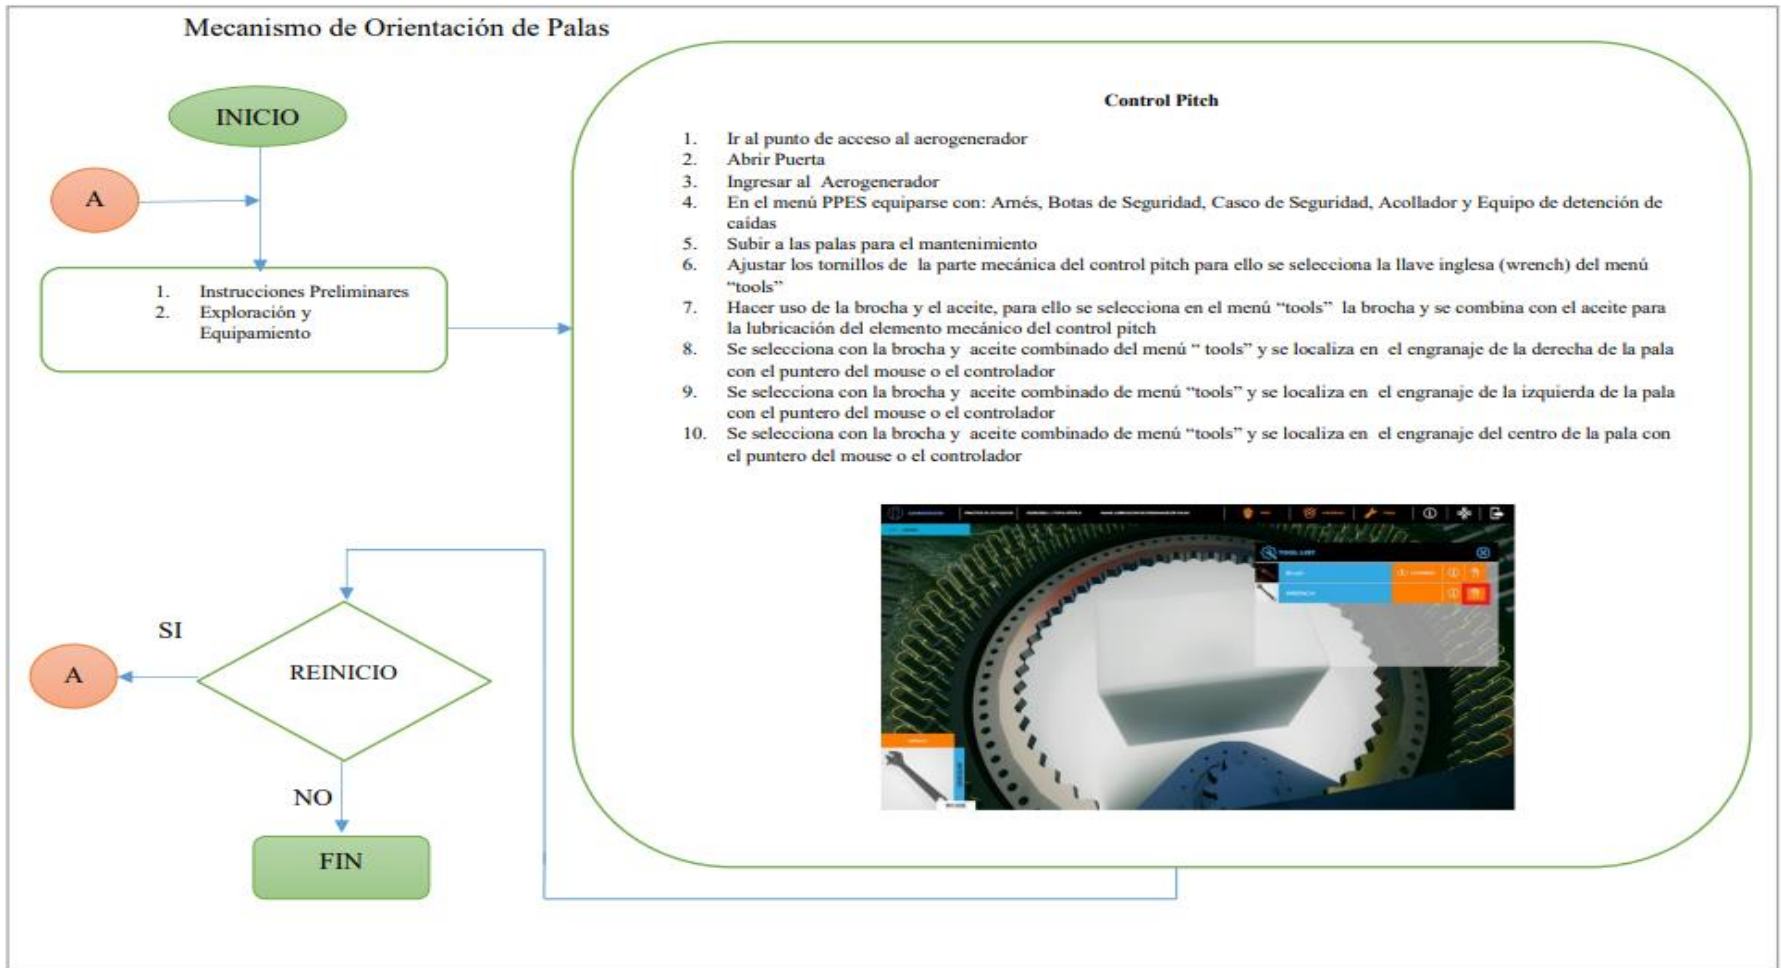 Mecanismo de Orientación de Palas
INICIO
A
1. Instrucciones Preliminares
2. Exploración y
Equipamiento
Control Pitch
1. Ir al punto de acceso al aerogenerador
2. Abrir Puerta
3. Ingresar al Aerogenerador
4. En el menú PPES equiparse con: Arnés, Botas de Seguridad, Casco de Seguridad, Acollador y Equipo de detención de
caídas
5. Subir a las palas para el mantenimiento
6. Ajustar los tornillos de la parte mecánica del control pitch para ello se selecciona la llave inglesa (wrench) del menú
“tools”
7. Hacer uso de la brocha y el aceite, para ello se selecciona en el menú “tools” la brocha y se combina con el aceite para
la lubricación del elemento mecánico del control pitch
8. Se selecciona con la brocha y aceite combinado del menú “ tools” y se localiza en el engranaje de la derecha de la pala
con el puntero del mouse o el controlador
9. Se selecciona con la brocha y aceite combinado de menú “tools” y se localiza en el engranaje de la izquierda de la pala
con el puntero del mouse o el controlador
10. Se selecciona con la brocha y aceite combinado de menú “tools” y se localiza en el engranaje del centro de la pala con
el puntero del mouse o el controlador
TOOL LIST
WRENCH
REINICIO
SI
A
NO
FIN